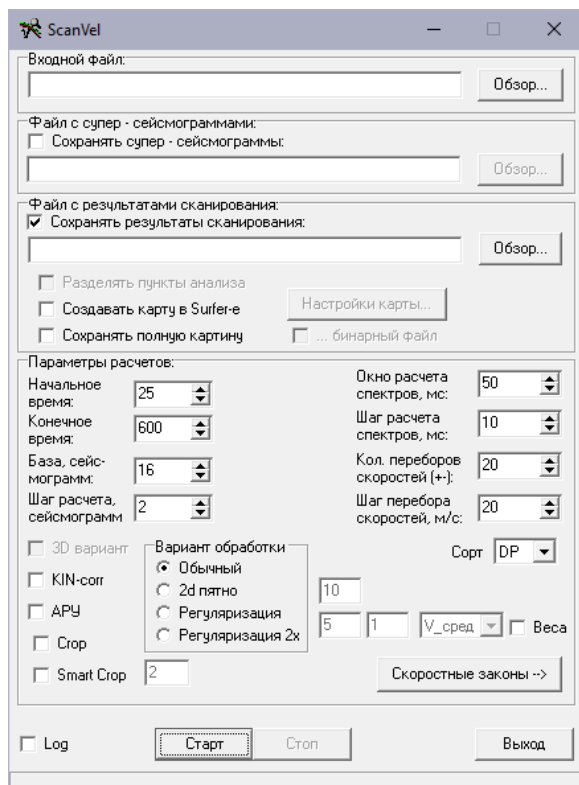 ScanVel
Входной файл:
Обзор...
Файл с супер - сейсмограммами:
Сохранять супер - сейсмограммы:
Обзор...
Файл с результатами сканирования:
Сохранять результаты сканирования:
Обзор...
Разделять пункты анализа
Создавать карту в Surfer-е
Настройки карты...
Сохранять полную картину
... бинарный файл
Параметры расчетов:
Начальное
время:
25
Конечное
время:
600
База, сейс-
мограмм:
16
Шаг расчета,
сейсмограмм
2
Окно расчета
спектров, мс:
50
Шаг расчета
спектров, мс:
10
Кол. переборов
скоростей (+-):
20
Шаг перебора
скоростей, м/с:
20
3D вариант
KIN-corr
АРУ
Crop
Smart Crop
2
Вариант обработки
Обычный
2d пятно
Регуляризация
Регуляризация 2x
Сорт DP
10
5 1 V_сред Веса
Скоростные законы -->
Log
Старт
Стоп
Выход